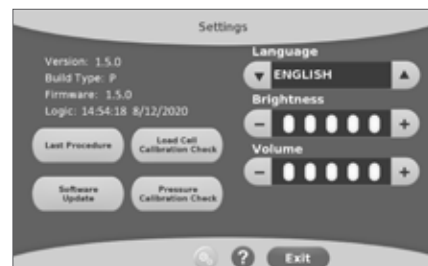 Settings
Version: 1.5.0
Build Type: P
Firmware: 1.5.0
Logic: 14:54:18 8/12/2020
Last Procedure
Load Cell
Calibration Check
Software
Update
Pressure
Calibration Check
Language
ENGLISH
Brightness
Volume
? Exit